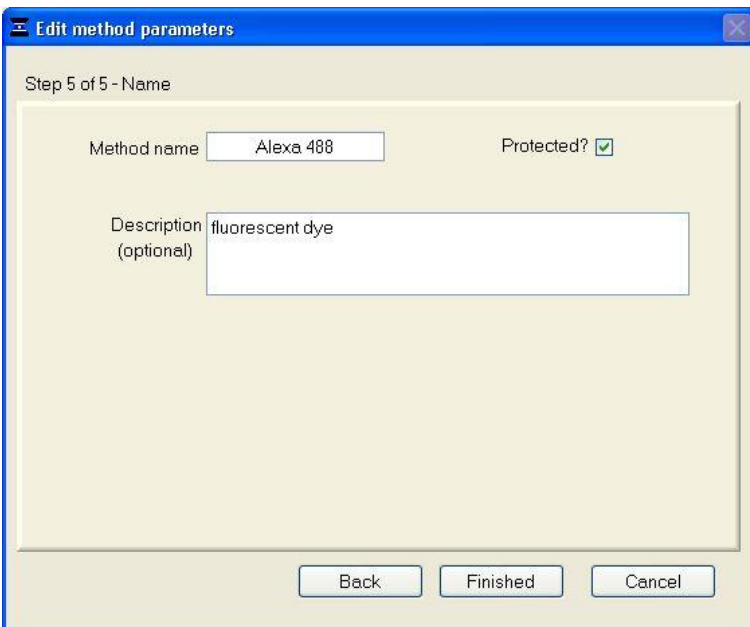 Edit method parameters
Step 5 of 5 - Name
Method name Alexa 488 Protected?
Description fluorescent dye
(optional)
Back Finished Cancel